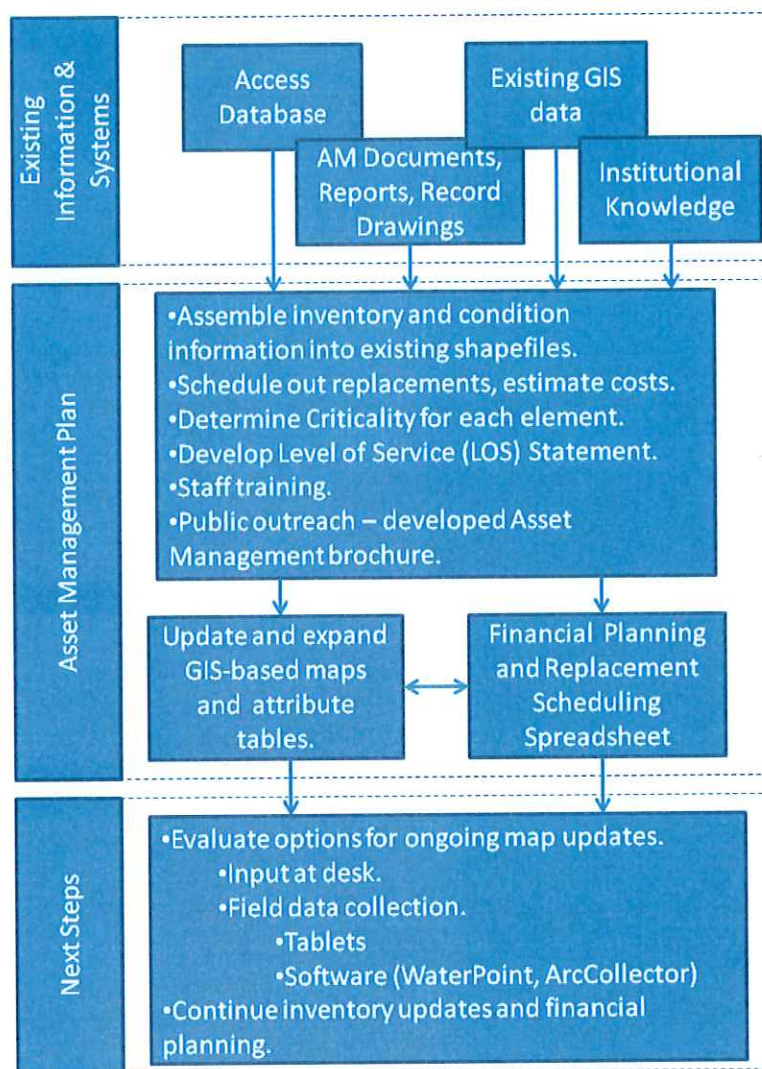 Existing
Information &
Systems
Access
Database
Existing GIS
data
AM Documents,
Reports, Record
Drawings
Institutional
Knowledge
Asset Management Plan
•Assemble inventory and condition
information into existing shapefiles.
•Schedule out replacements, estimate costs.
•Determine Criticality for each element.
•Develop Level of Service (LOS) Statement.
•Staff training.
•Public outreach – developed Asset
Management brochure.
Update and expand
GIS-based maps
and attribute
tables.
Financial Planning
and Replacement
Scheduling
Spreadsheet
Next Steps
•Evaluate options for ongoing map updates.
•Input at desk.
•Field data collection.
•Tablets
•Software (WaterPoint, ArcCollector)
•Continue inventory updates and financial
planning.